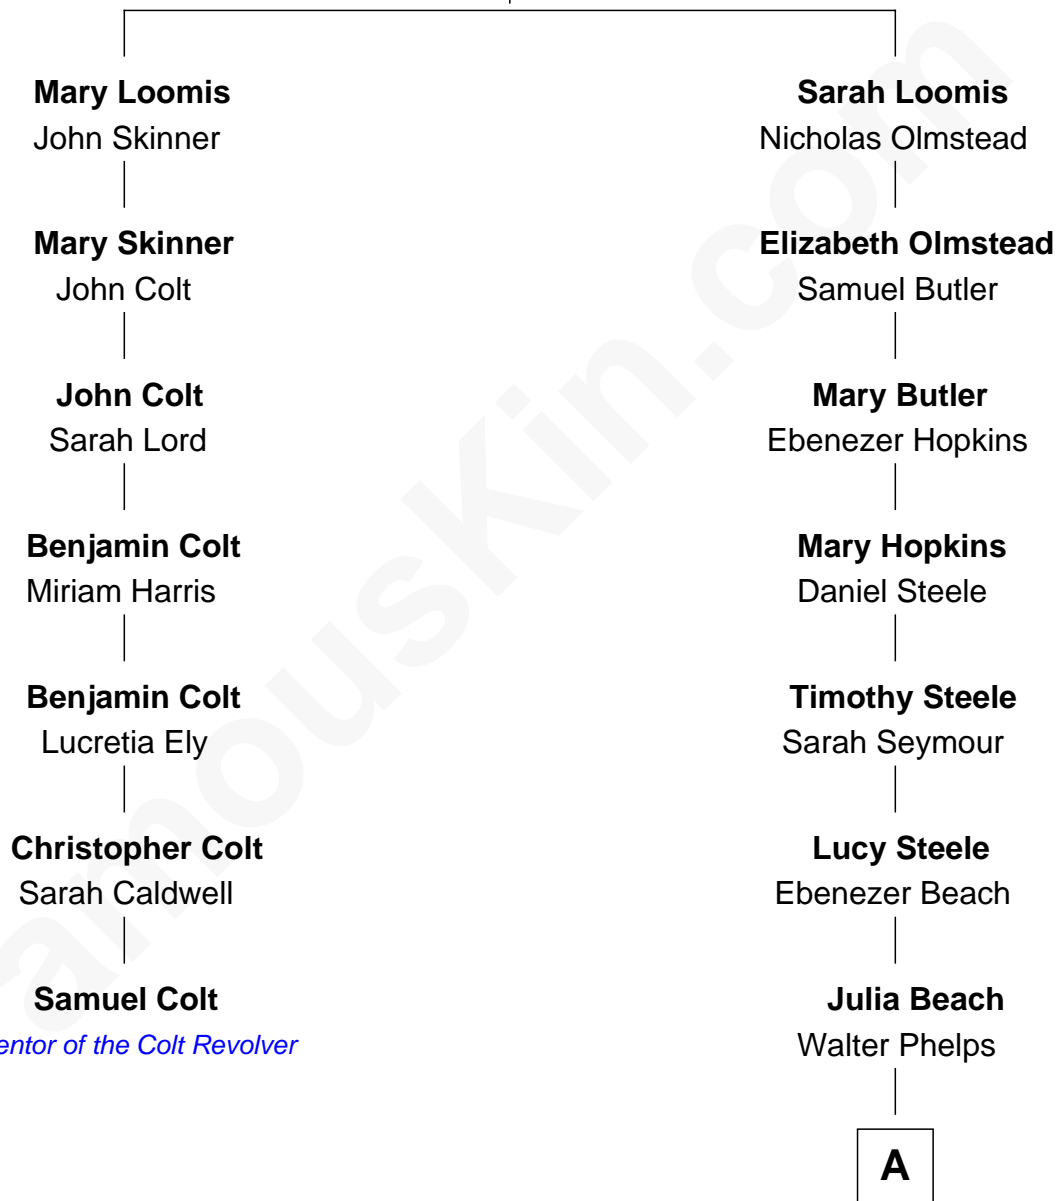 Mary Loomis
John Skinner
Sarah Loomis
Nicholas Olmstead
Mary Skinner
John Colt
Elizabeth Olmstead
Samuel Butler
John Colt
Sarah Lord
Mary Butler
Ebenezer Hopkins
Benjamin Colt
Miriam Harris
Mary Hopkins
Daniel Steele
Benjamin Colt
Lucretia Ely
Timothy Steele
Sarah Seymour
Christopher Colt
Sarah Caldwell
Lucy Steele
Ebenezer Beach
Samuel Colt
entor of the Colt Revolver
Julia Beach
Walter Phelps
A
amouskin.com